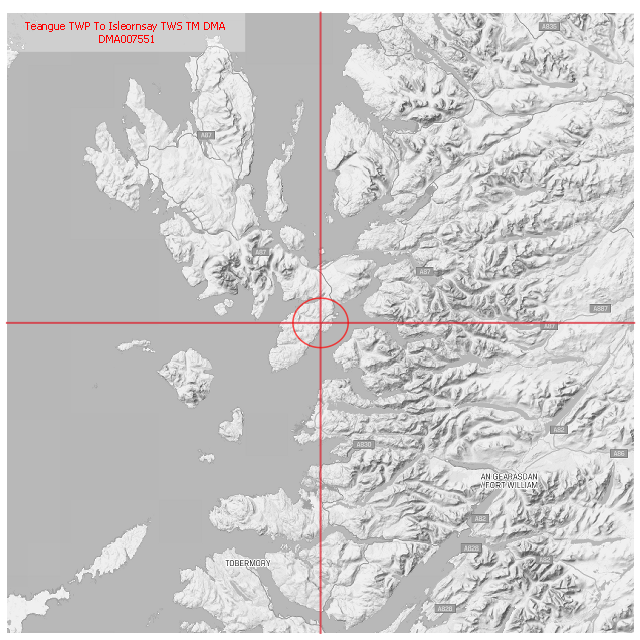 Teangue TWP To Isleornsay TWS TM DMA
DMA007551
A835
A87
A87
A87
A887
A82
A830
A86
AN GEARASDAN
/ FORT WILLIAM
A82
A828
TOBERMORY
A828